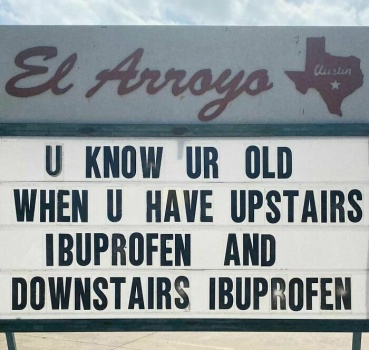 El Arroyo
Austin
U KNOW UR OLD
WHEN U HAVE UPSTAIRS
IBUPROFEN AND
DOWNSTAIRS IBUPROFEN